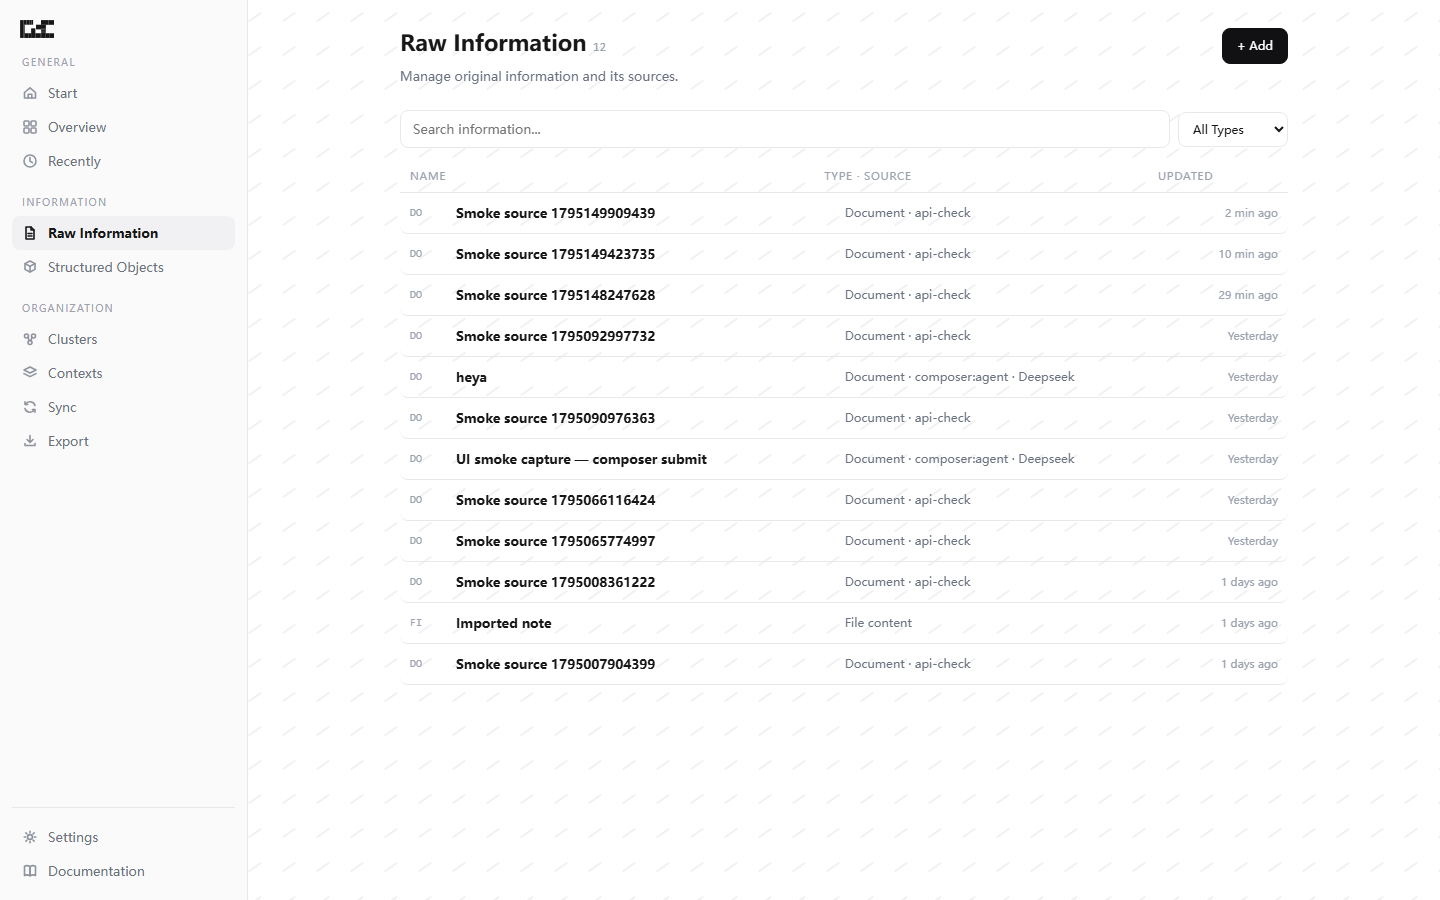 GENERAL
Start
Overview
Recently
INFORMATION
Raw Information
Structured Objects
ORGANIZATION
Clusters
Contexts
Sync
Export
Settings
Documentation
Raw Information 12
+ Add
Manage original information and its sources.
Search information...
All Types
NAME TYPE · SOURCE UPDATED
DO Smoke source 1795149909439 Document · api-check 2 min ago
DO Smoke source 1795149423735 Document · api-check 10 min ago
DO Smoke source 1795148247628 Document · api-check 29 min ago
DO Smoke source 1795092997732 Document · api-check Yesterday
DO heya Document · composer:agent · Deepseek Yesterday
DO Smoke source 1795090976363 Document · api-check Yesterday
DO UI smoke capture — composer submit Document · composer:agent · Deepseek Yesterday
DO Smoke source 1795066116424 Document · api-check Yesterday
DO Smoke source 1795065774997 Document · api-check Yesterday
DO Smoke source 1795008361222 Document · api-check 1 days ago
FI Imported note File content 1 days ago
DO Smoke source 1795007904399 Document · api-check 1 days ago